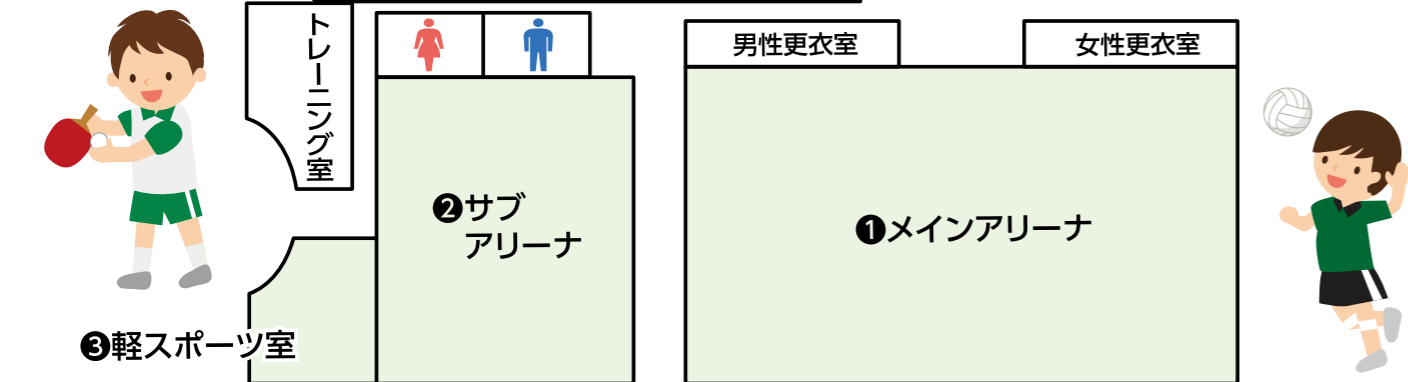 トレーニング室
男性更衣室
女性更衣室
❷サブ
アリーナ
❶メインアリーナ
❸軽スポーツ室